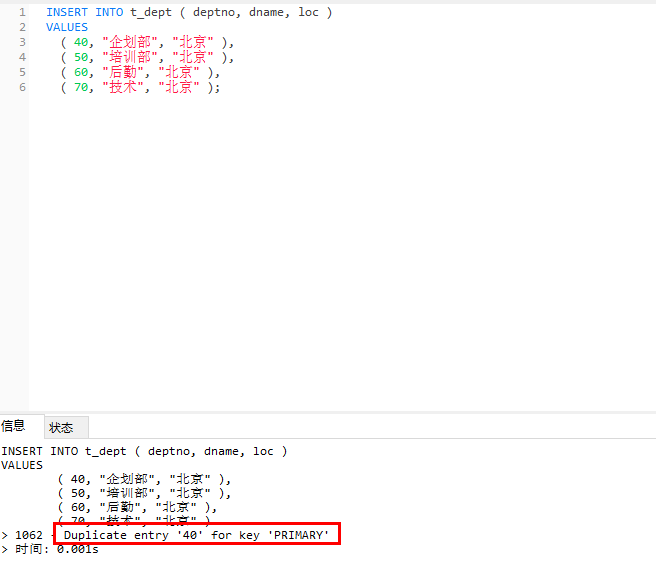 1 INSERT INTO t_dept ( deptno, dname, loc )
2 VALUES
3 ( 40, "企划部", "北京" ),
4 ( 50, "培训部", "北京" ),
5 ( 60, "后勤", "北京" ),
6 ( 70, "技术", "北京" );
信息 状态
INSERT INTO t_dept ( deptno, dname, loc )
VALUES
( 40, "企划部", "北京" ),
( 50, "培训部", "北京" ),
( 60, "后勤", "北京" ),
( 70, "技术", "北京" )
> 1062 - Duplicate entry '40' for key 'PRIMARY'
> 时间: 0.001s